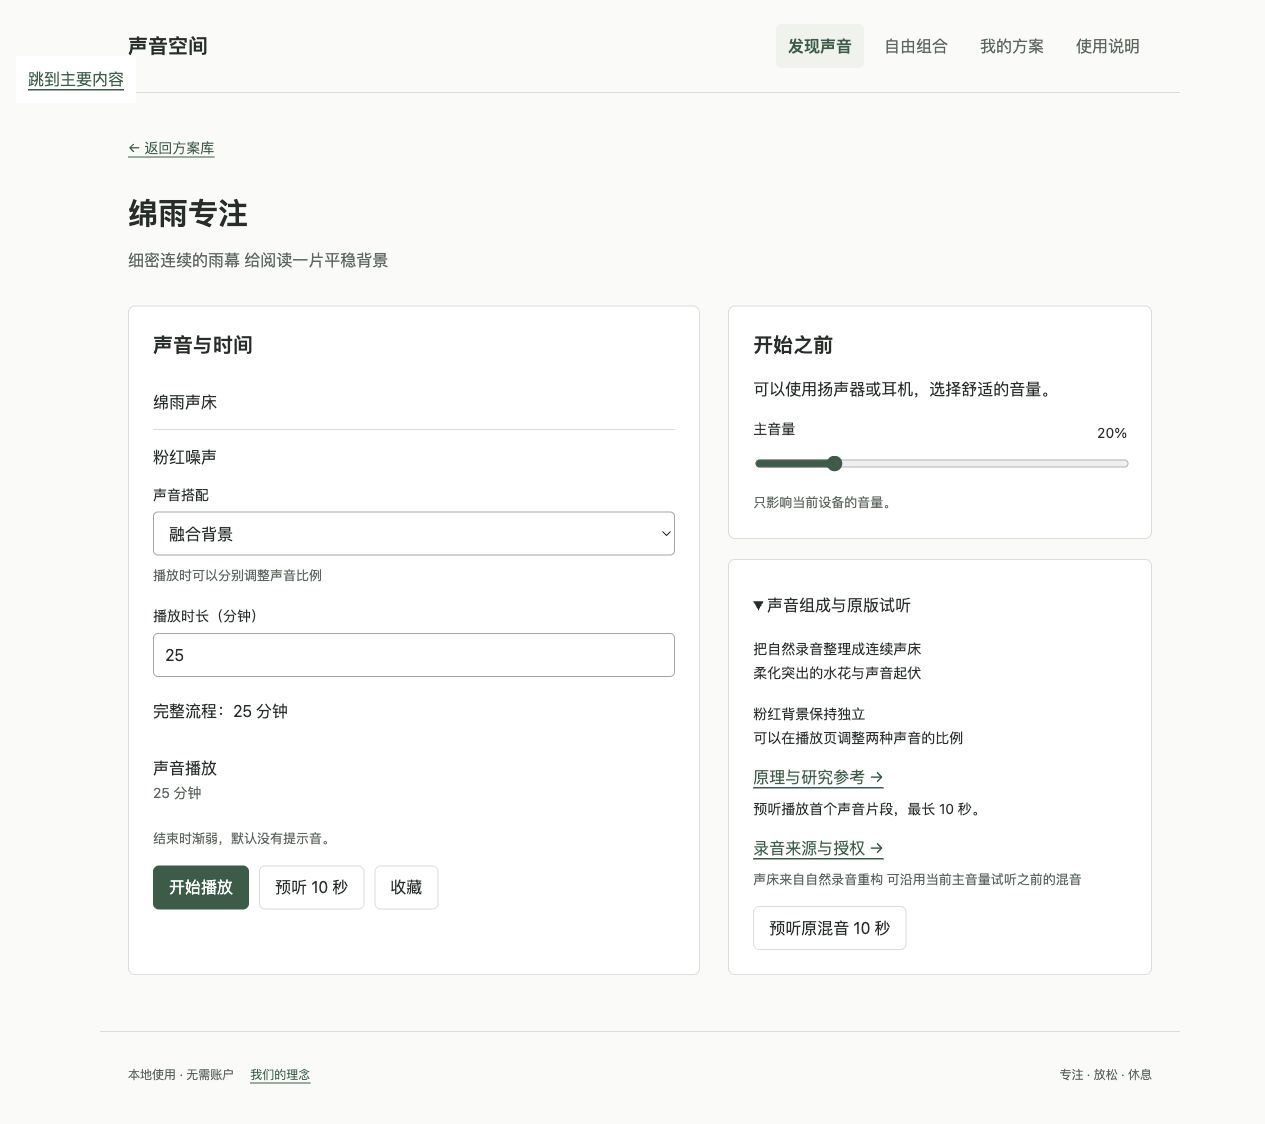 声音空间
发现声音
自由组合
我的方案
使用说明
跳到主要内容
← 返回方案库
绵雨专注
细密连续的雨幕 给阅读一片平稳背景
声音与时间
绵雨声床
粉红噪声
声音搭配
融合背景
播放时可以分别调整声音比例
播放时长（分钟）
25
完整流程：25 分钟
声音播放
25 分钟
结束时渐弱，默认没有提示音。
开始播放
预听 10 秒
收藏
开始之前
可以使用扬声器或耳机，选择舒适的音量。
主音量
20%
只影响当前设备的音量。
▼声音组成与原版试听
把自然录音整理成连续声床
柔化突出的水花与声音起伏
粉红背景保持独立
可以在播放页调整两种声音的比例
原理与研究参考 →
预听播放首个声音片段，最长 10 秒。
录音来源与授权 →
声床来自自然录音重构 可沿用当前主音量试听之前的混音
预听原混音 10 秒
本地使用 · 无需账户
我们的理念
专注 · 放松 · 休息